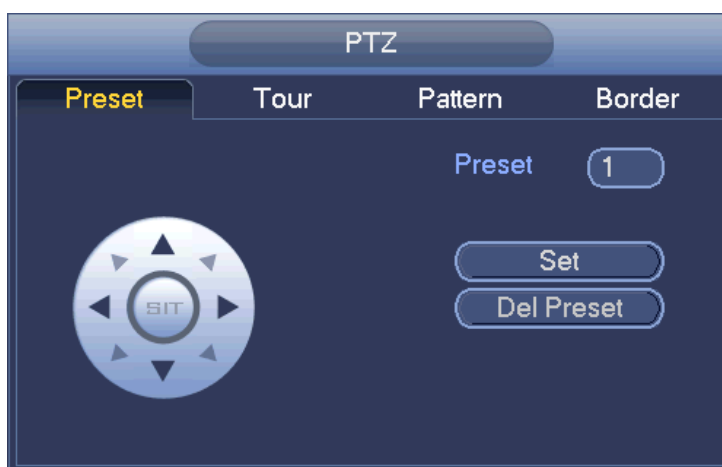 PTZ
Preset Tour Pattern Border
Preset 1
Set
SIT
Del Preset